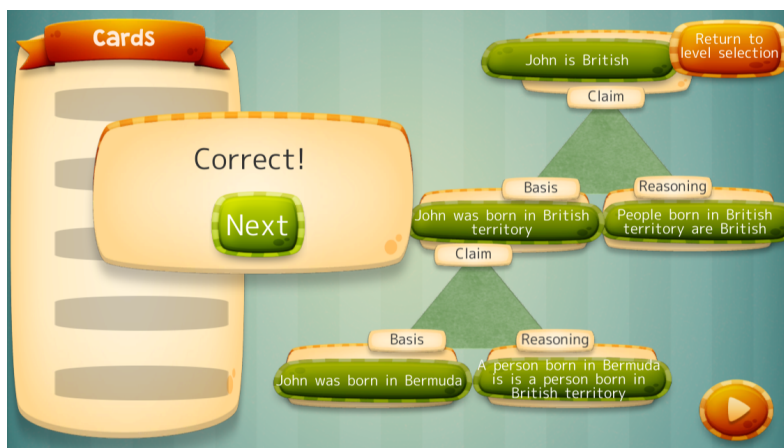 Cards
Return to
level selection
John is British
Claim
Correct!
Next
Basis
Reasoning
John was born in British
territory
People born in British
territory are British
Claim
Basis
Reasoning
John was born in Bermuda
A person born in Bermuda
is is a person born in
British territory